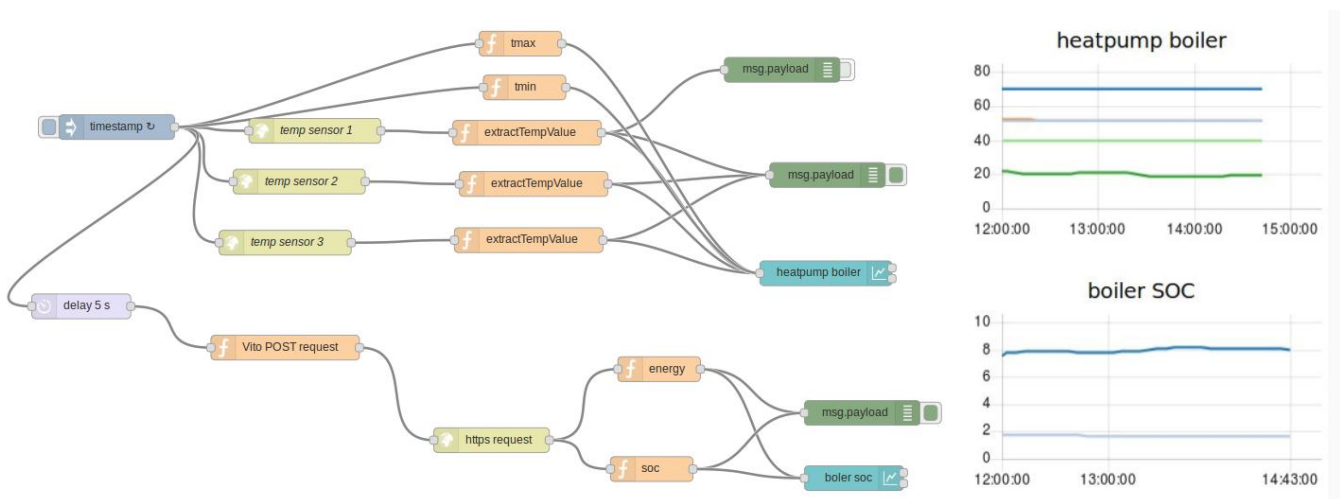 tmax
tmin
timestamp ↻
temp sensor 1
extractTempValue
msg.payload
temp sensor 2
extractTempValue
msg.payload
temp sensor 3
extractTempValue
heatpump boiler
delay 5 s
Vito POST request
energy
https request
msg.payload
soc
boler soc
heatpump boiler
80
60
40
20
0
12:00:00 13:00:00 14:00:00 15:00:00
boiler SOC
10
8
6
4
2
0
12:00:00 13:00:00 14:43:00